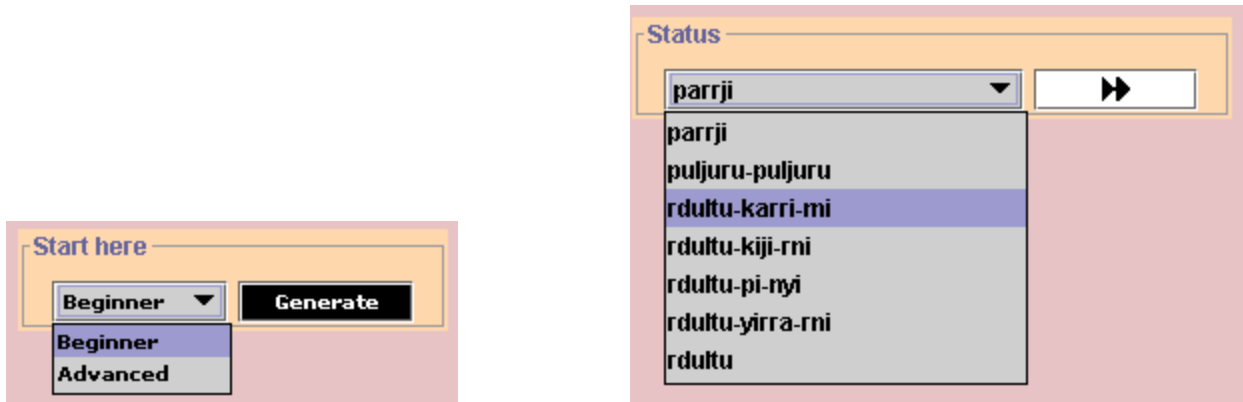 Start here
Beginner
Generate
Beginner
Advanced
Status
parrji
parrji
puljuru-puljuru
rdultu-karri-mi
rdultu-kiji-rni
rdultu-pi-nyi
rdultu-yirra-rni
rdultu